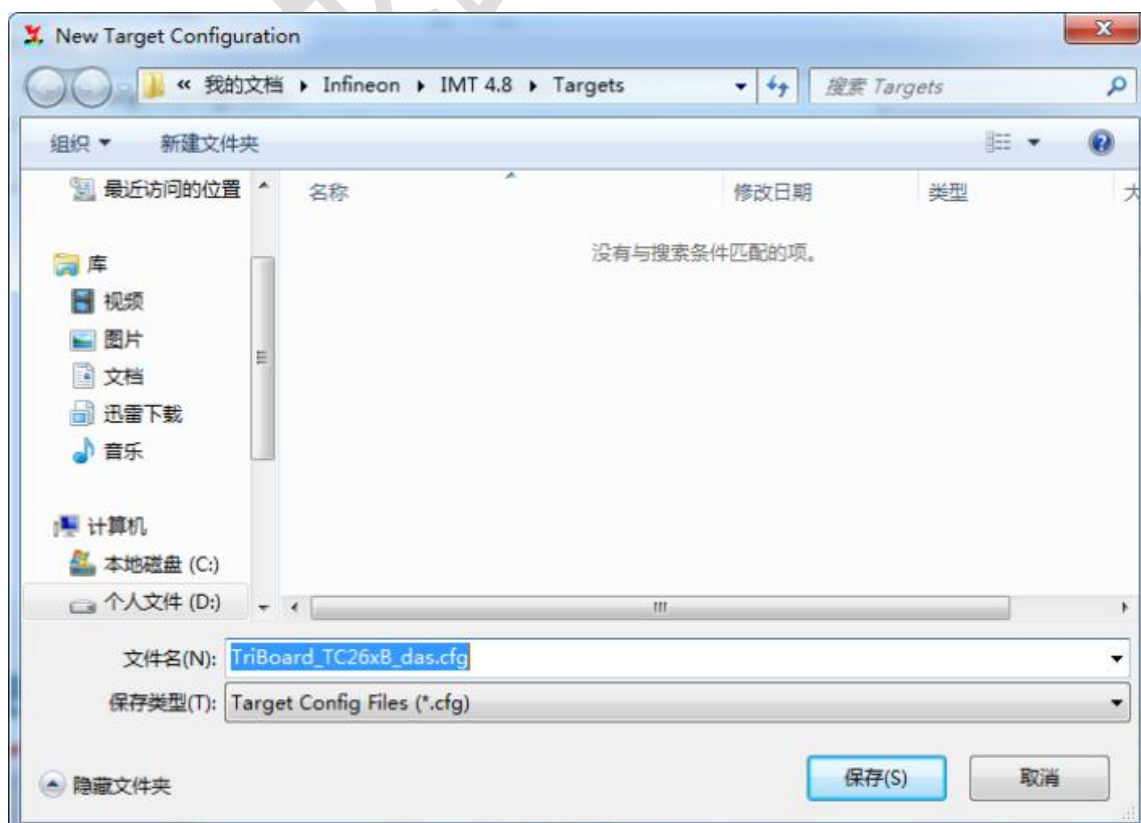 New Target Configuration
« 我的文档 ▸ Infineon ▸ IMT 4.8 ▸ Targets
搜索 Targets
组织 ▼ 新建文件夹
最近访问的位置
名称 修改日期 类型 大
没有与搜索条件匹配的项。
库
视频
图片
文档
迅雷下载
音乐
计算机
本地磁盘 (C:)
个人文件 (D:)
文件名(N): TriBoard_TC26xB_das.cfg
保存类型(T): Target Config Files (*.cfg)
隐藏文件夹
保存(S) 取消